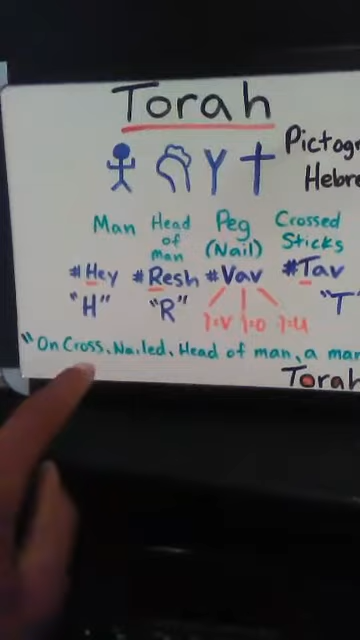 Torah
Pictog
Hebre
Man Head of man Peg (Nail) Crossed Sticks
#Hey #Resh #Vav #Tav
"H" "R" "T"
ו=V וֹ=O וּ=U
"On Cross, Nailed, Head of man, a man
Torah